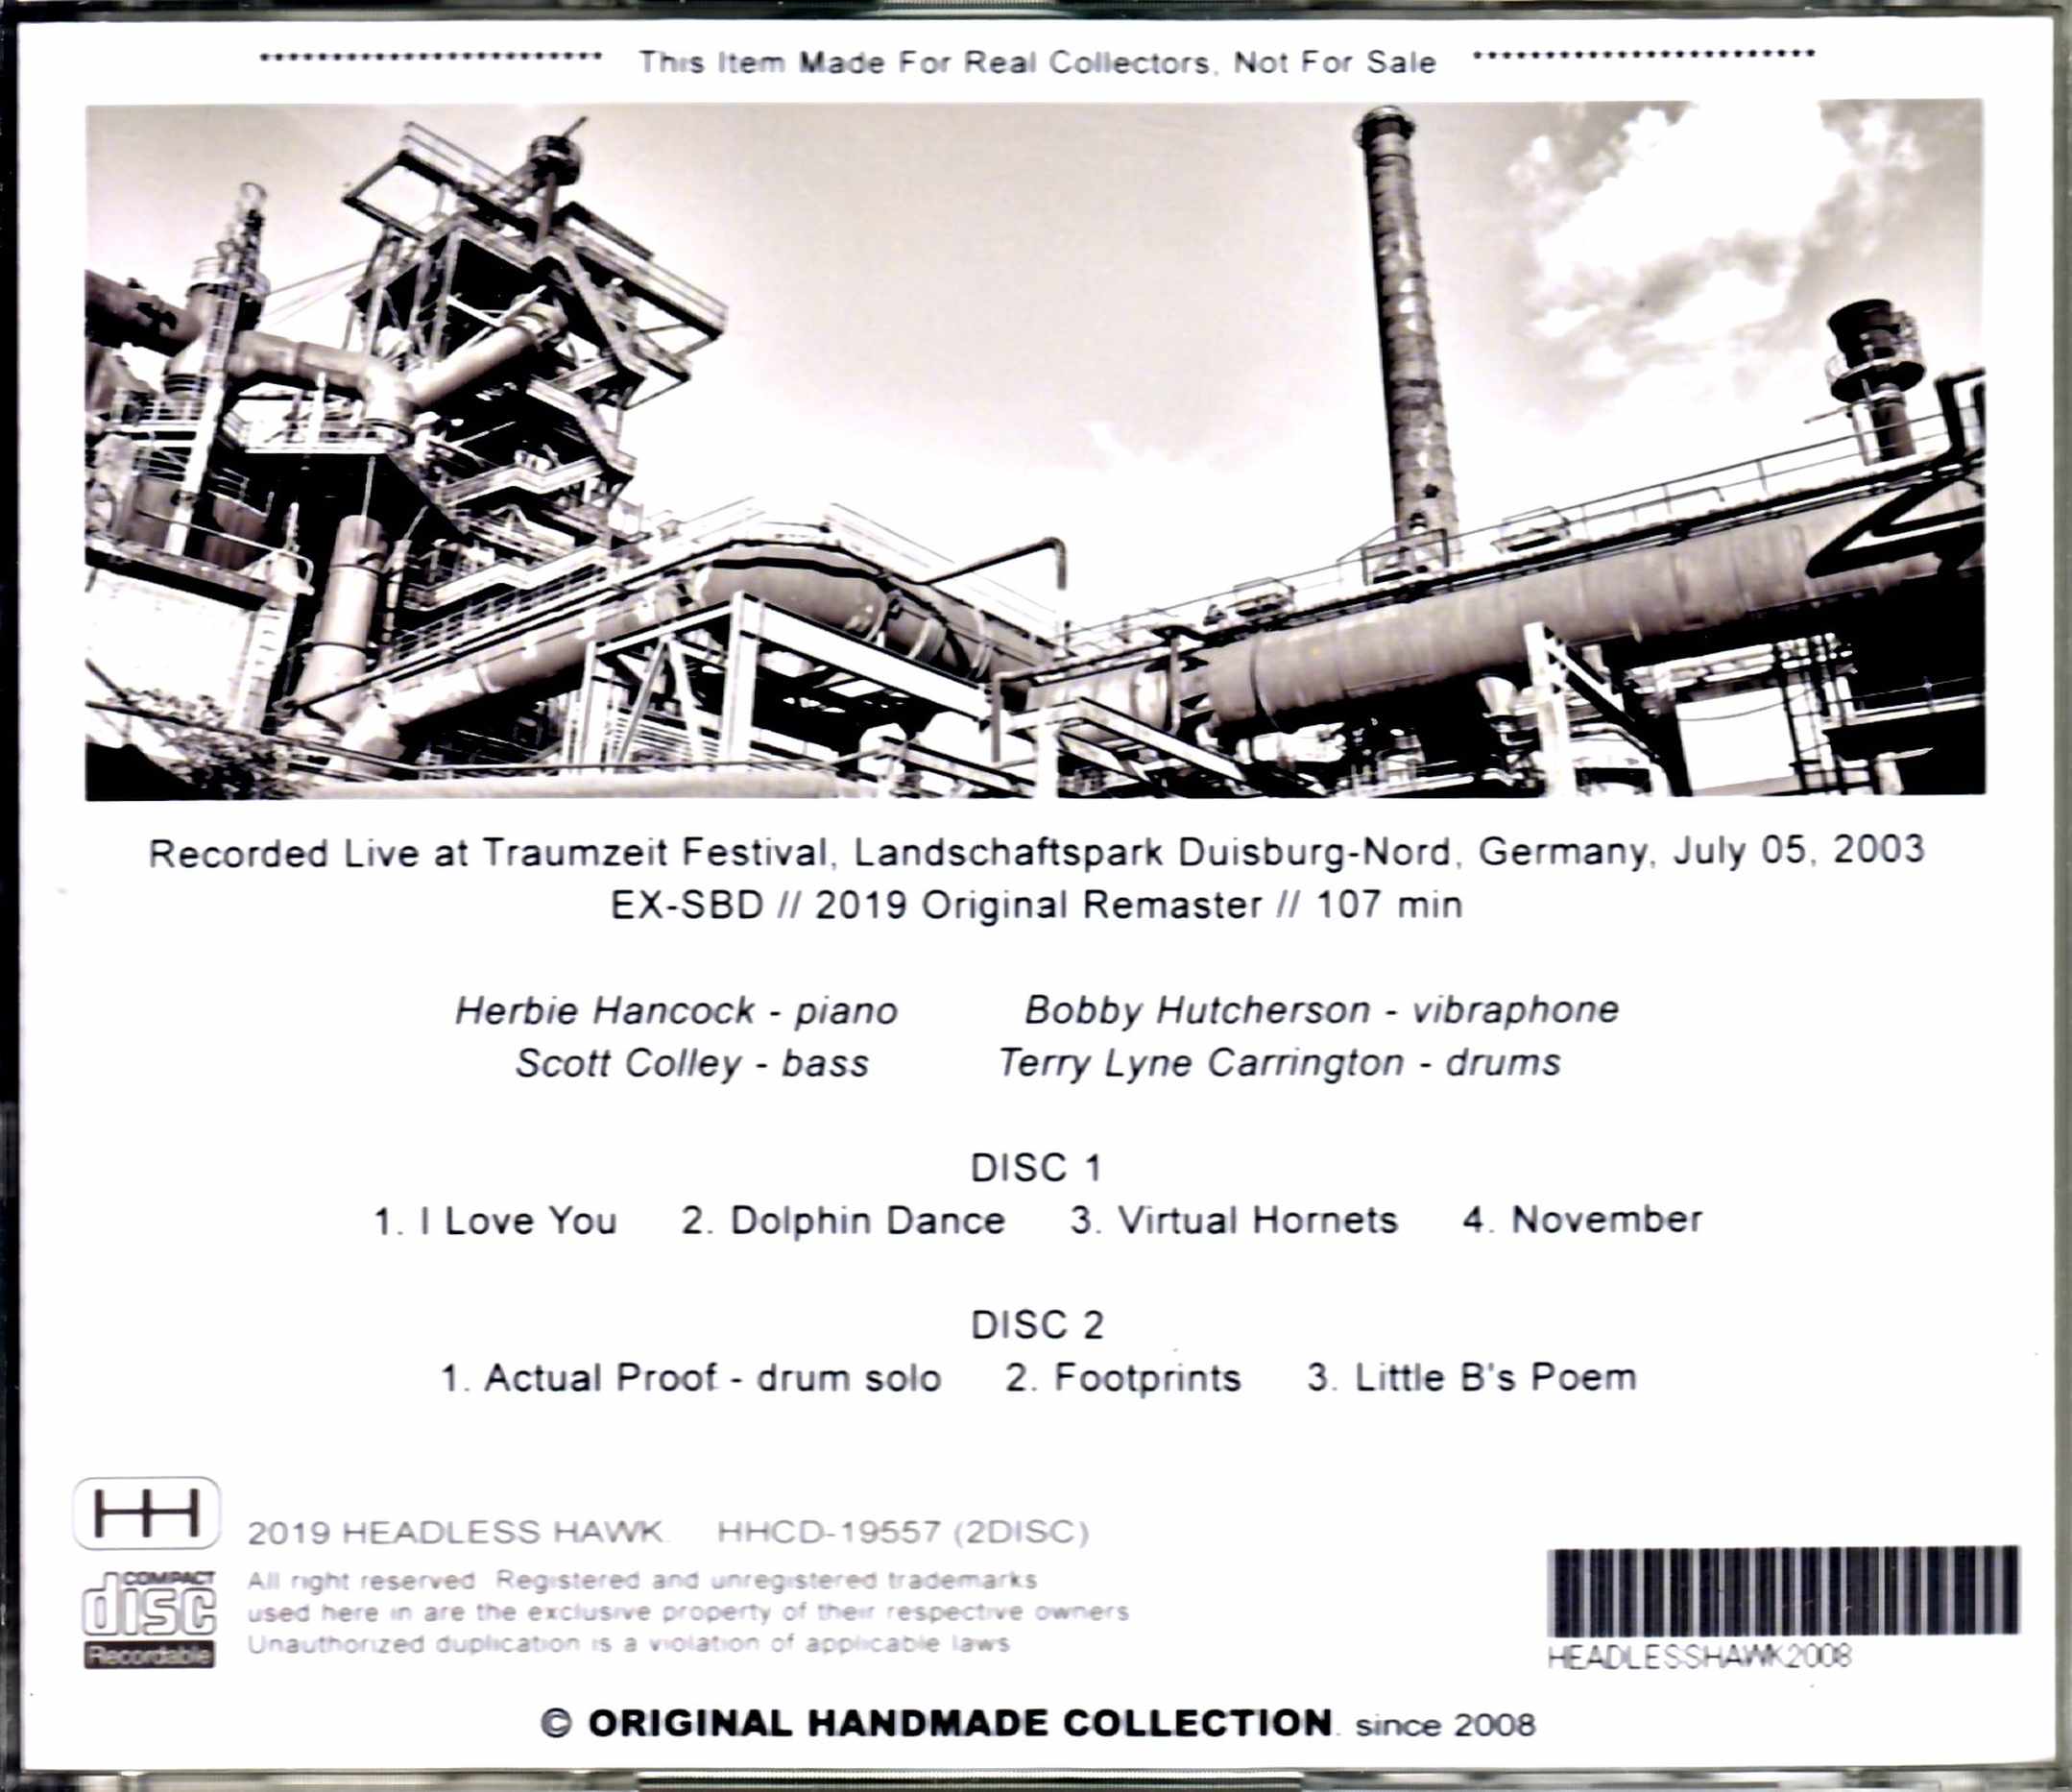 ************************ This Item Made For Real Collectors, Not For Sale ************************
Recorded Live at Traumzeit Festival, Landschaftspark Duisburg-Nord, Germany, July 05, 2003
EX-SBD // 2019 Original Remaster // 107 min
Herbie Hancock - piano Bobby Hutcherson - vibraphone
Scott Colley - bass Terry Lyne Carrington - drums
DISC 1
1. I Love You 2. Dolphin Dance 3. Virtual Hornets 4. November
DISC 2
1. Actual Proof - drum solo 2. Footprints 3. Little B's Poem
HH
2019 HEADLESS HAWK. HHCD-19557 (2DISC)
COMPACT
disc
Recordable
All right reserved Registered and unregistered trademarks
used here in are the exclusive property of their respective owners
Unauthorized duplication is a violation of applicable laws
HEADLESSHAWK2008
© ORIGINAL HANDMADE COLLECTION. since 2008